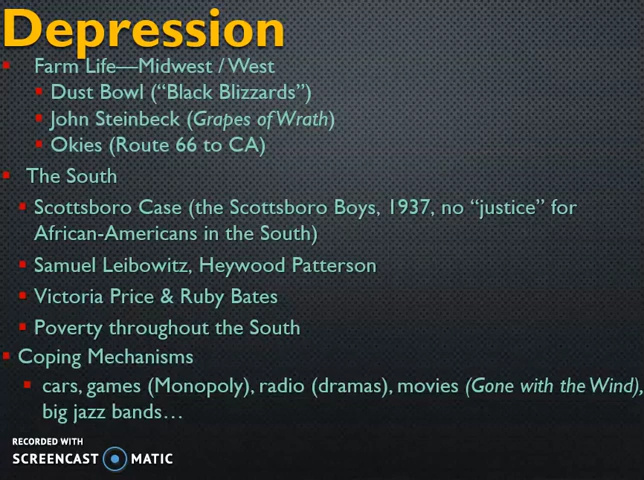 Depression
Farm Life—Midwest / West
Dust Bowl (“Black Blizzards”)
John Steinbeck (Grapes of Wrath)
Okies (Route 66 to CA)
The South
Scottsboro Case (the Scottsboro Boys, 1937, no “justice” for
African-Americans in the South)
Samuel Leibowitz, Heywood Patterson
Victoria Price & Ruby Bates
Poverty throughout the South
Coping Mechanisms
cars, games (Monopoly), radio (dramas), movies (Gone with the Wind),
big jazz bands…
RECORDED WITH
SCREENCAST MATIC